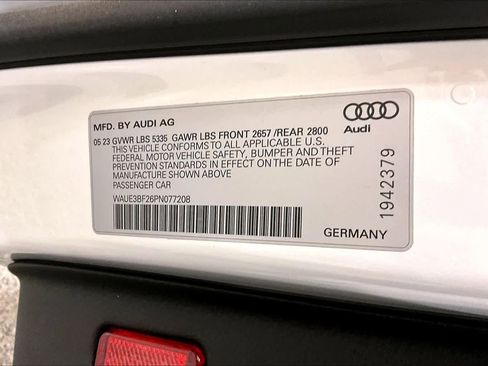 MFD. BY AUDI AG
05 23 GVWR LBS 5335 GAWR LBS FRONT 2657 /REAR 2800
THIS VEHICLE CONFORMS TO ALL APPLICABLE U.S.
FEDERAL MOTOR VEHICLE SAFETY, BUMPER AND THEFT
PREVENTION STANDARDS IN EFFECT ON THE DATE OF
MANUFACTURE SHOWN ABOVE
PASSENGER CAR
WAUE3BF26PN077208
GERMANY
Audi
1942379